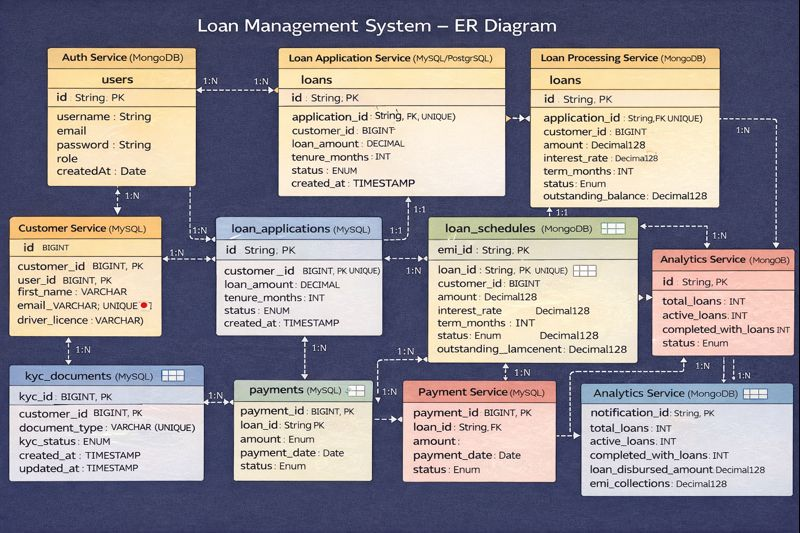 Loan Management System – ER Diagram
Auth Service (MongoDB)
users
id : String, PK
username : String
email
password : String
role
createdAt : Date
1:N
1:N
Loan Application Service (MySQL/PostgrSQL)
loans
id : String, PK
application_id : String, PK, UNIQUE)
customer_id : BIGINT
loan_amount : DECIMAL
tenure_months : INT
status : ENUM
created_at : TIMESTAMP
Loan Processing Service (MongoDB)
loans
id : String, PK
application_id : String,FK UNIQUE)
customer_id : BIGINT
amount : Decimal128
interest_rate : Decimal128
term_months : INT
status: Enum
outstanding_balance: Decimal128
1:N
1:N
1:N
1:1
1:1
Customer Service (MySQL)
id BIGINT
customer_id BIGINT, PK
user_id BIGINT, PK
first_name : VARCHAR
email_VARCHAR; UNIQUE
driver_licence : VARCHAR)
1:N
loan_applications (MySQL)
id String, PK
customer_id BIGINT, PK UNIQUE)
loan_amount : DECIMAL
tenure_months : INT
status : ENUM
created_at : TIMESTAMP
1:N
loan_schedules (MongoDB)
emi_id : String, PK
loan_id : String, PK UNIQUE)
customer_id : BIGINT
amount : Decimal128
interest_rate Decimal128
term_months : INT
status : Enum Decimal128
outstanding_lamcenent : Decimal128
1:N
Analytics Service (MongOB)
id : String, PK
total_loans : INT
active_loans : INT
completed_with_loans INT
status : Enum
1:N
1:N
1:N
1:N
1:N
1:N
1:N
kyc_documents (MySQL)
kyc_id : BIGINT, PK
customer_id BIGINT, PK
document_type : VARCHAR (UNIQUE)
kyc_status : ENUM
created_at : TIMESTAMP
updated_at : TIMESTAMP
1:N
payments (MySQL)
payment_id : BIGINT, PK
loan_id : String PK
amount : Enum
payment_date : Date
status : Enum
Payment Service (MySQL)
payment_id BIGINT, PK
loan_id : String,FK
amount :
payment_date : Date
status : Enum
Analytics Service (MongoDB)
notification_id : String, PK
total_loans : INT
active_loans : INT
completed_with_loans : INT
loan_disbursed_amount Decimal128
emi_collections : Decimal128